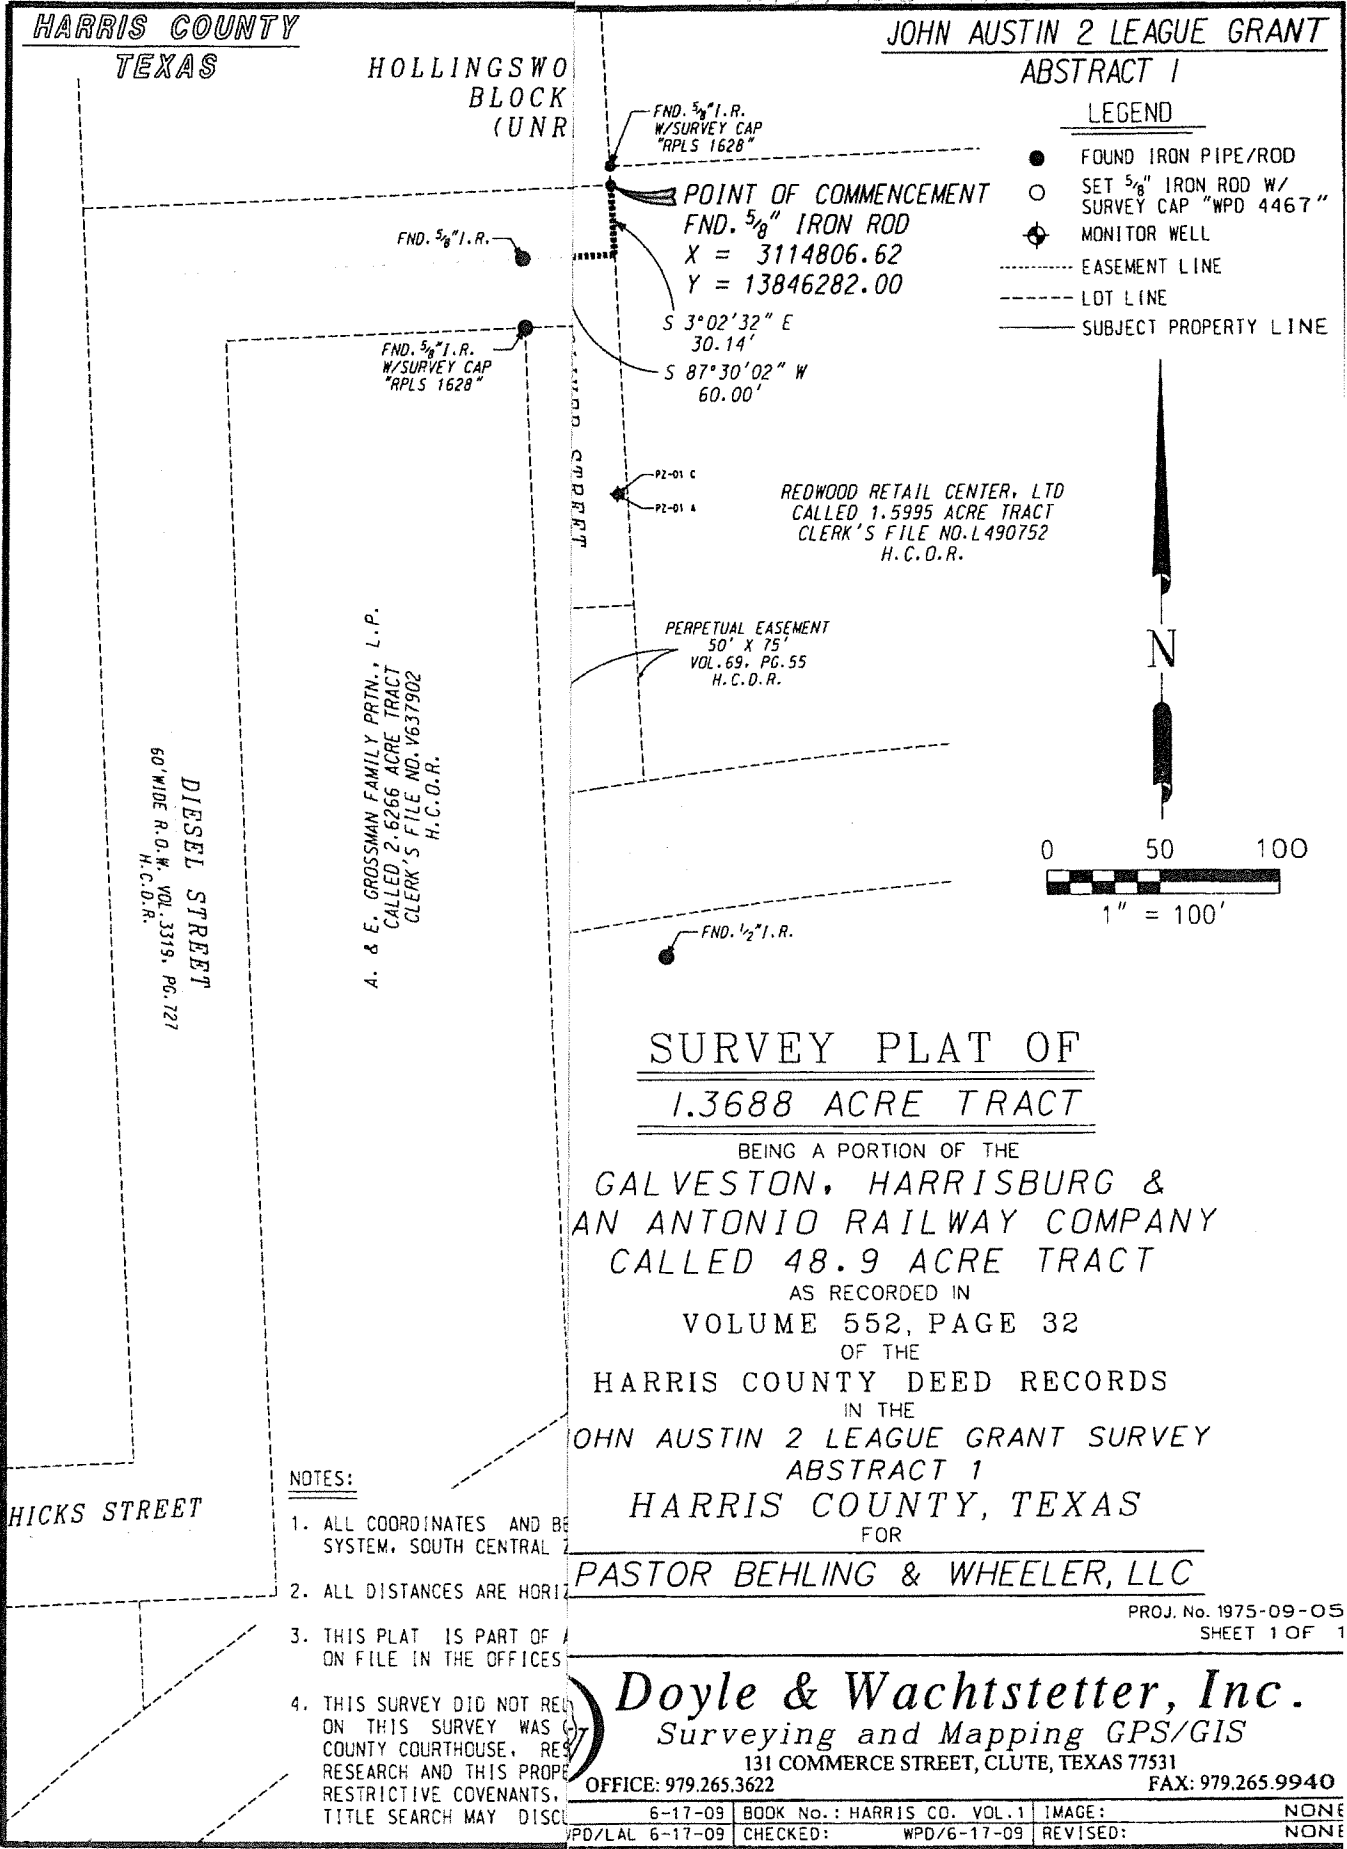 HARRIS COUNTY
TEXAS
HOLLINGSWO
BLOCK
(UNR
JOHN AUSTIN 2 LEAGUE GRANT
ABSTRACT 1
LEGEND
FOUND IRON PIPE/ROD
SET 5/8" IRON ROD W/
SURVEY CAP "WPD 4467"
MONITOR WELL
EASEMENT LINE
LOT LINE
SUBJECT PROPERTY LINE
FND. 5/8" I.R.
W/SURVEY CAP
"RPLS 1628"
POINT OF COMMENCEMENT
FND. 5/8" IRON ROD
X = 3114806.62
Y = 13846282.00
FND. 5/8" I.R.
S 3°02'32" E
30.14'
S 87°30'02" W
60.00'
FND. 5/8" I.R.
W/SURVEY CAP
"RPLS 1628"
STREET
PZ-01 C
PZ-01 A
REDWOOD RETAIL CENTER, LTD
CALLED 1.5995 ACRE TRACT
CLERK'S FILE NO. L490752
H.C.O.R.
PERPETUAL EASEMENT
50' X 75'
VOL. 69, PG. 55
H.C.D.R.
N
0 50 100
1" = 100'
FND. 1/2" I.R.
A. & E. GROSSMAN FAMILY PRTN., L.P.
CALLED 2.6266 ACRE TRACT
CLERK'S FILE NO. V637902
H.C.O.R.
DIESEL STREET
60' WIDE R.O.W. VOL. 3319, PG. 727
H.C.D.R.
HICKS STREET
SURVEY PLAT OF
1.3688 ACRE TRACT
BEING A PORTION OF THE
GALVESTON, HARRISBURG &
AN ANTONIO RAILWAY COMPANY
CALLED 48.9 ACRE TRACT
AS RECORDED IN
VOLUME 552, PAGE 32
OF THE
HARRIS COUNTY DEED RECORDS
IN THE
OHN AUSTIN 2 LEAGUE GRANT SURVEY
ABSTRACT 1
HARRIS COUNTY, TEXAS
FOR
PASTOR BEHLING & WHEELER, LLC
PROJ. No. 1975-09-05
SHEET 1 OF 1
NOTES:
1. ALL COORDINATES AND BE
SYSTEM, SOUTH CENTRAL
2. ALL DISTANCES ARE HORIZ
3. THIS PLAT IS PART OF A
ON FILE IN THE OFFICES
4. THIS SURVEY DID NOT REL
ON THIS SURVEY WAS
COUNTY COURTHOUSE, RES
RESEARCH AND THIS PROPE
RESTRICTIVE COVENANTS,
TITLE SEARCH MAY DISCL
Doyle & Wachtstetter, Inc.
Surveying and Mapping GPS/GIS
131 COMMERCE STREET, CLUTE, TEXAS 77531
OFFICE: 979.265.3622 FAX: 979.265.9940
6-17-09 BOOK No.: HARRIS CO. VOL. 1 IMAGE: NONE
PD/LAL 6-17-09 CHECKED: WPD/6-17-09 REVISED: NONE